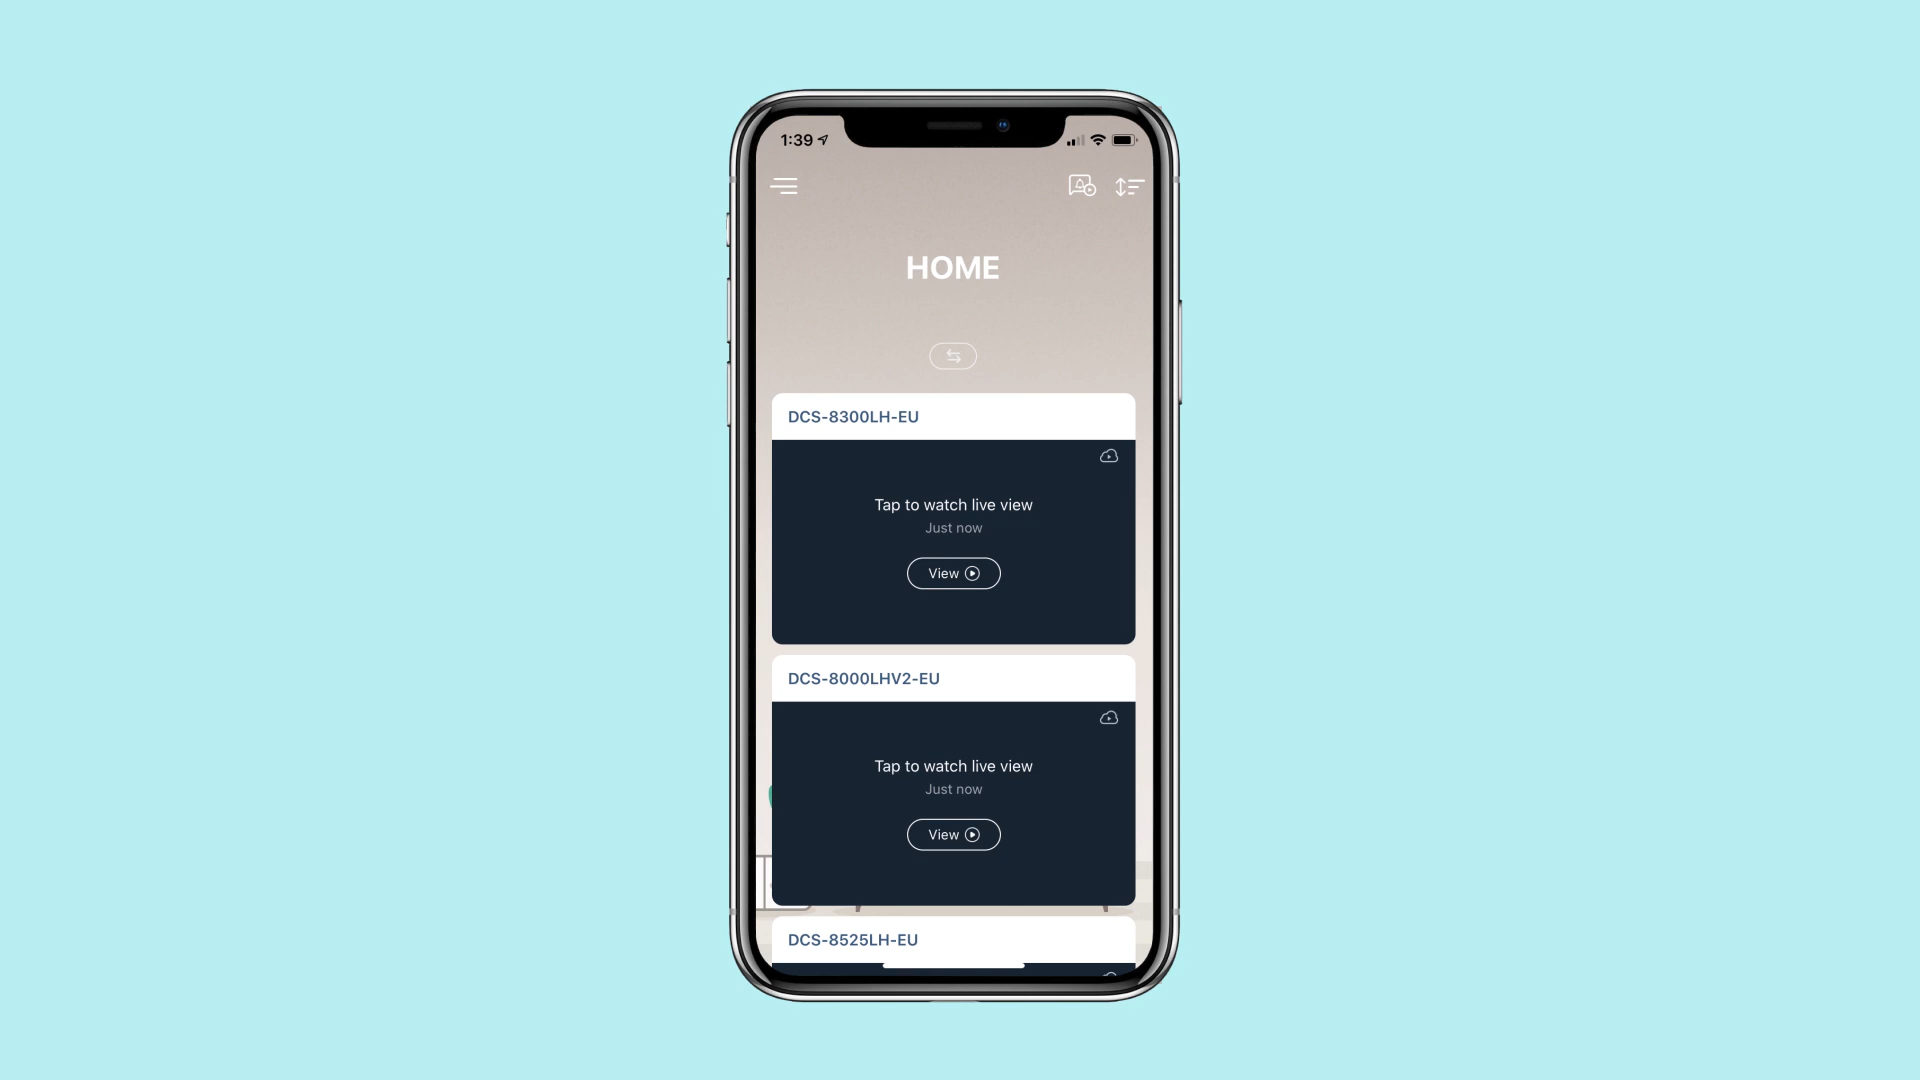 1:39
HOME
DCS-8300LH-EU
Tap to watch live view
Just now
View
DCS-8000LHV2-EU
Tap to watch live view
Just now
View
DCS-8525LH-EU